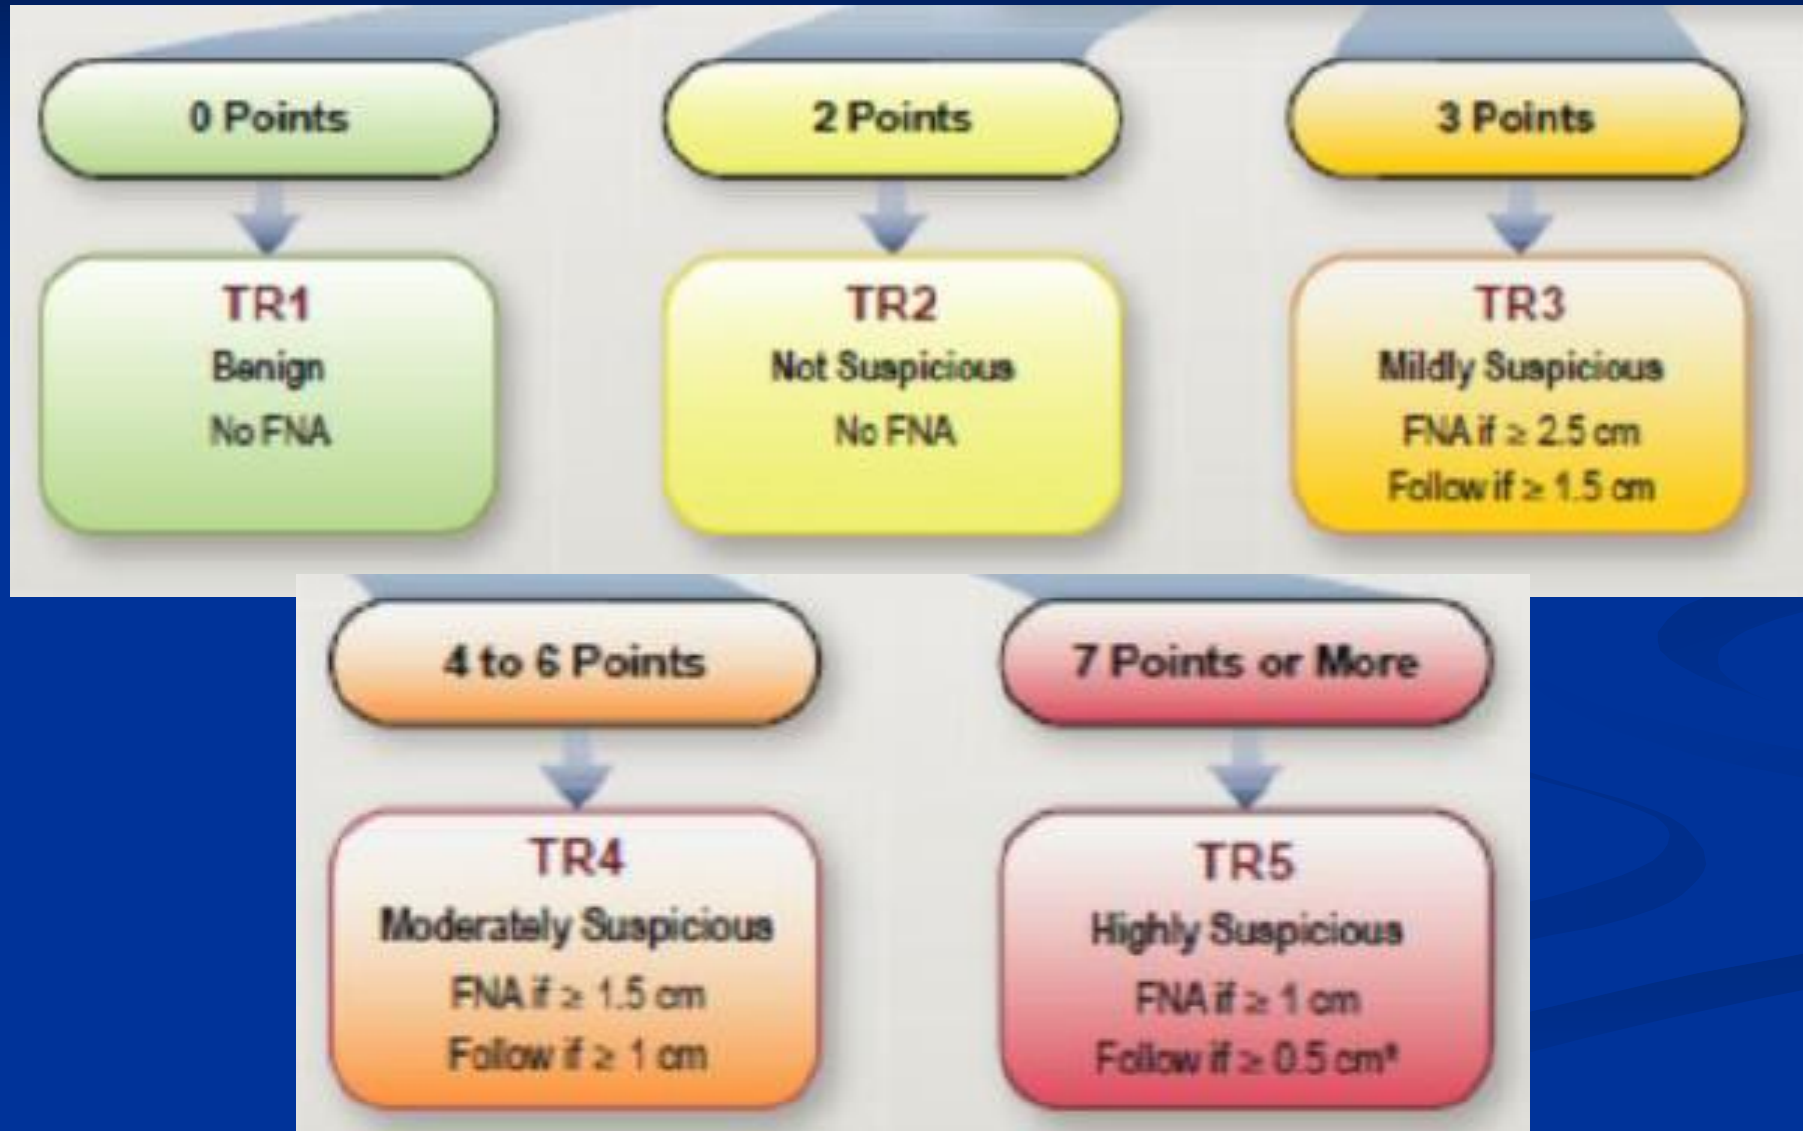 0 Points
2 Points
3 Points
TR1
Benign
No FNA
TR2
Not Suspicious
No FNA
TR3
Mildly Suspicious
FNA if ≥ 2.5 cm
Follow if ≥ 1.5 cm
4 to 6 Points
7 Points or More
TR4
Moderately Suspicious
FNA if ≥ 1.5 cm
Follow if ≥ 1 cm
TR5
Highly Suspicious
FNA if ≥ 1 cm
Follow if ≥ 0.5 cm*